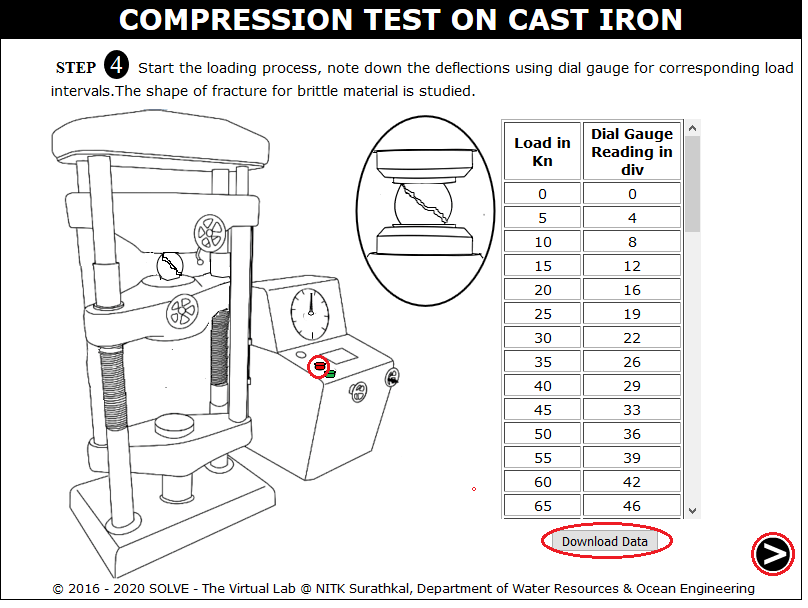 COMPRESSION TEST ON CAST IRON
STEP 4 Start the loading process, note down the deflections using dial gauge for corresponding load
intervals.The shape of fracture for brittle material is studied.
Load in Kn Dial Gauge Reading in div
0 0
5 4
10 8
15 12
20 16
25 19
30 22
35 26
40 29
45 33
50 36
55 39
60 42
65 46
Download Data
>
© 2016 - 2020 SOLVE - The Virtual Lab @ NITK Surathkal, Department of Water Resources & Ocean Engineering